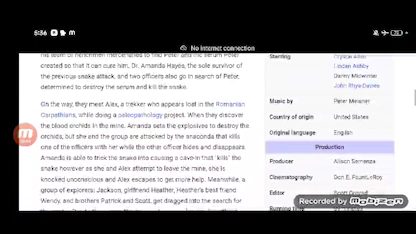 5:36
No internet connection
his team of henchmen mercenaries to find Peter and the serum Peter
created so that it can cure him. Dr. Amanda Hayes, the sole survivor of
the previous snake attack, and two officers also go in search of Peter,
determined to destroy the serum and kill the snake.
On the way, they meet Alex, a trekker who appears lost in the Romanian
Carpathians, while doing a paleopathology project. When they discover
the blood orchids in the mine, Amanda sets the explosives to destroy the
orchids, but she and the group are attacked by the anaconda that kills
one of the officers with her while the other officer hides and disappears.
Amanda is able to trick the snake into causing a cave-in that "kills" the
snake however as she and Alex attempt to leave the mine, she is
knocked unconscious and Alex escapes to get more help. Meanwhile, a
group of explorers: Jackson, girlfriend Heather, Heather's best friend
Wendy, and brothers Patrick and Scott, get dragged into the search for
Starring
Crystal Allen
Linden Ashby
Danny Midwinter
John Rhys-Davies
Music by
Peter Meisner
Country of origin
United States
Original language
English
Production
Producer
Alison Semenza
Cinematography
Don E. FauntLeRoy
Editor
Scott Conrad
Running time
Recorded by mobizen